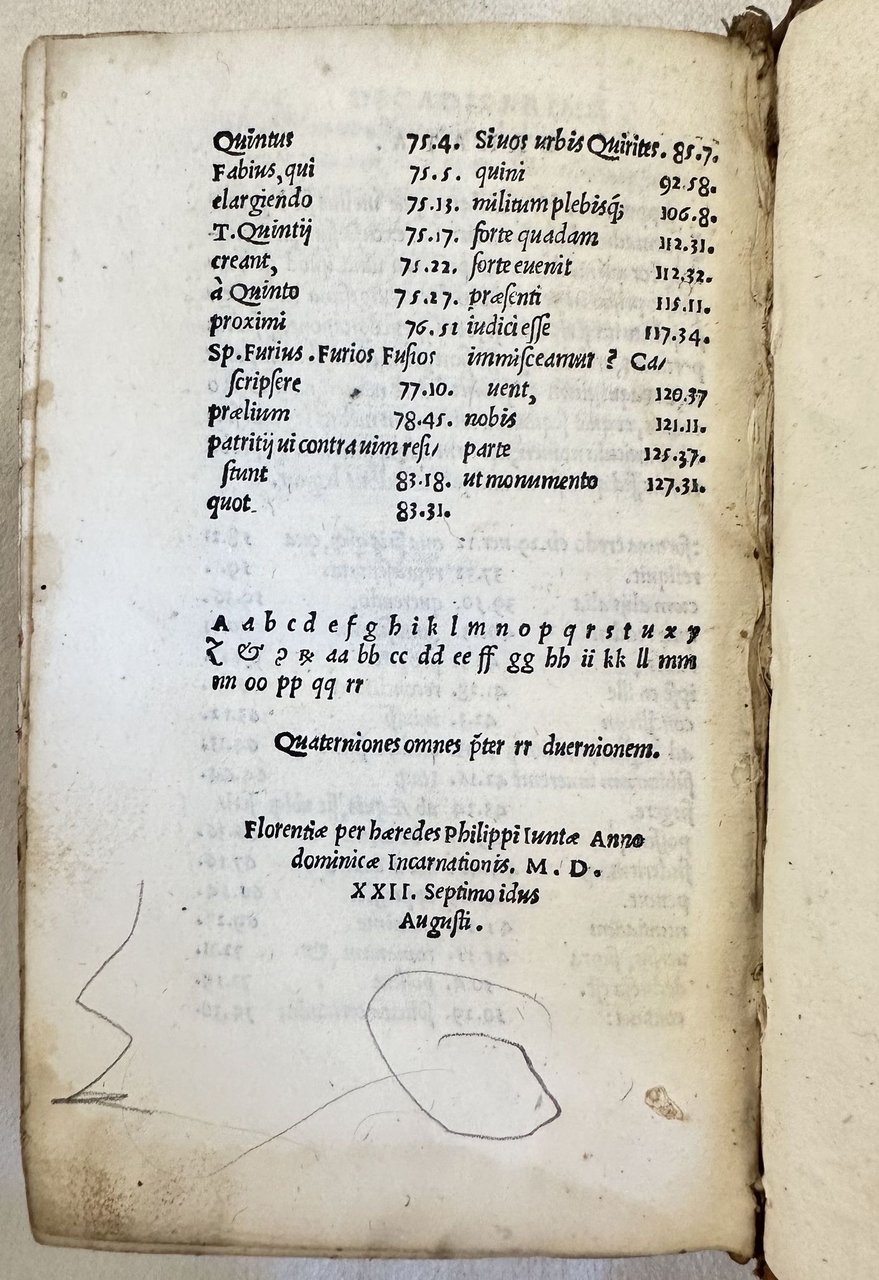 Quintus 75.4.
Fabius, qui 75.5.
elargiendo 75.13.
T. Quintij 75.17.
creant, 75.22.
à Quinto 75.27.
proximi 76.51
Sp. Furius . Furios Fusios
scripsere 77.10.
prælium 78.45.
patritij ui contra uim resi/
stunt 83.18.
quot 83.31.
Si uos urbis Quirites. 85.7.
quini 92.58.
militum plebisq; 106.8.
forte quadam 112.31.
forte euenit 112.32.
præsenti 115.11.
iudici esse 117.34.
immisceamur ? Ca/
uent, 120.37
nobis 121.11.
parte 125.37.
ut monumento 127.31.
A a b c d e f g h i k l m n o p q r s t u x y
z & ꝯ ꝶ aa bb cc dd ee ff gg hh ii kk ll mm
nn oo pp qq rr
Quaterniones omnes p̃ter rr duernionem.
Florentiæ per hæredes Philippi Iuntæ Anno
dominicæ Incarnationis. M. D.
XXII. Septimo idus
Augusti.